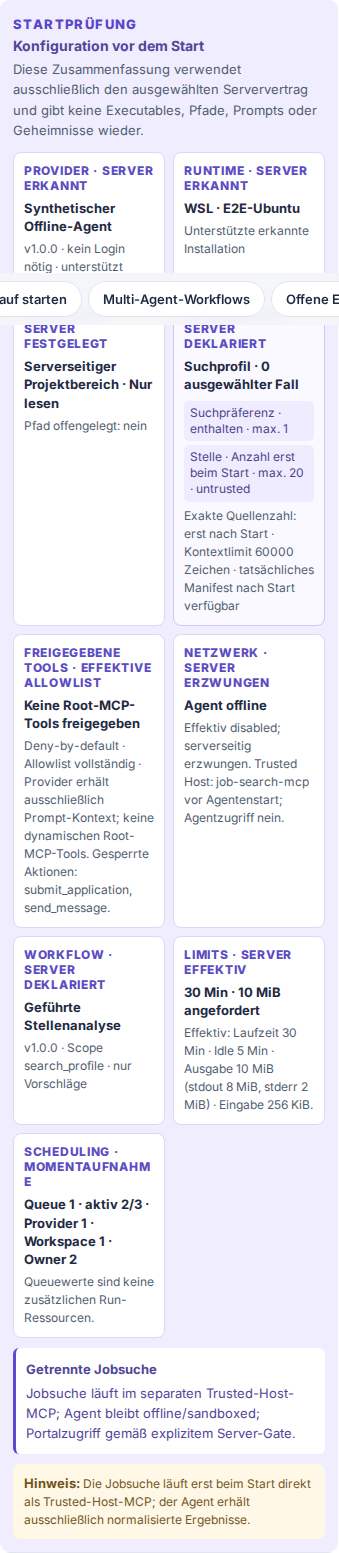 STARTPRÜFUNG
Konfiguration vor dem Start
Diese Zusammenfassung verwendet
ausschließlich den ausgewählten Serververtrag
und gibt keine Executables, Pfade, Prompts oder
Geheimnisse wieder.
PROVIDER · SERVER
ERKANNT
Synthetischer
Offline-Agent
v1.0.0 · kein Login
nötig · unterstützt
RUNTIME · SERVER
ERKANNT
WSL · E2E-Ubuntu
Unterstützte erkannte
Installation
auf starten
Multi-Agent-Workflows
Offene E
SERVER
FESTGELEGT
Serverseitiger
Projektbereich · Nur
lesen
Pfad offengelegt: nein
SERVER
DEKLARIERT
Suchprofil · 0
ausgewählter Fall
Suchpräferenz ·
enthalten · max. 1
Stelle · Anzahl erst
beim Start · max. 20
· untrusted
Exakte Quellenzahl:
erst nach Start ·
Kontextlimit 60000
Zeichen · tatsächliches
Manifest nach Start
verfügbar
FREIGEGEBENE
TOOLS · EFFEKTIVE
ALLOWLIST
Keine Root-MCP-
Tools freigegeben
Deny-by-default ·
Allowlist vollständig ·
Provider erhält
ausschließlich
Prompt-Kontext; keine
dynamischen Root-
MCP-Tools. Gesperrte
Aktionen:
submit_application,
send_message.
NETZWERK ·
SERVER
ERZWUNGEN
Agent offline
Effektiv disabled;
serverseitig
erzwungen. Trusted
Host: job-search-mcp
vor Agentenstart;
Agentzugriff nein.
WORKFLOW ·
SERVER
DEKLARIERT
Geführte
Stellenanalyse
v1.0.0 · Scope
search_profile · nur
Vorschläge
LIMITS · SERVER
EFFEKTIV
30 Min · 10 MiB
angefordert
Effektiv: Laufzeit 30
Min · Idle 5 Min ·
Ausgabe 10 MiB
(stdout 8 MiB, stderr 2
MiB) · Eingabe 256 KiB.
SCHEDULING ·
MOMENTAUFNAHM
E
Queue 1 · aktiv 2/3 ·
Provider 1 ·
Workspace 1 ·
Owner 2
Queuewerte sind keine
zusätzlichen Run-
Ressourcen.
Getrennte Jobsuche
Jobsuche läuft im separaten Trusted-Host-
MCP; Agent bleibt offline/sandboxed;
Portalzugriff gemäß explizitem Server-Gate.
Hinweis: Die Jobsuche läuft erst beim Start direkt
als Trusted-Host-MCP; der Agent erhält
ausschließlich normalisierte Ergebnisse.